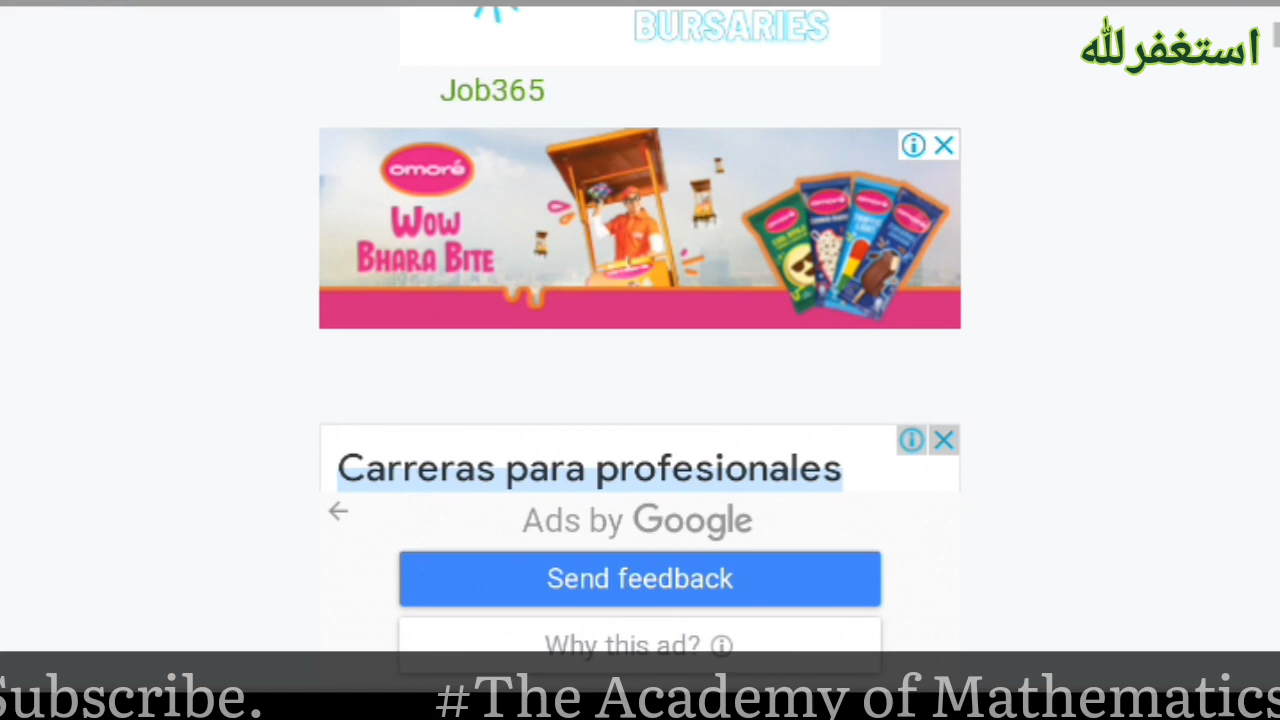 BURSARIES
استغفرلله
Job365
omoré
WOW
BHARA BITE
Carreras para profesionales
Ads by Google
Send feedback
Why this ad?
Subscribe. #The Academy of Mathematics